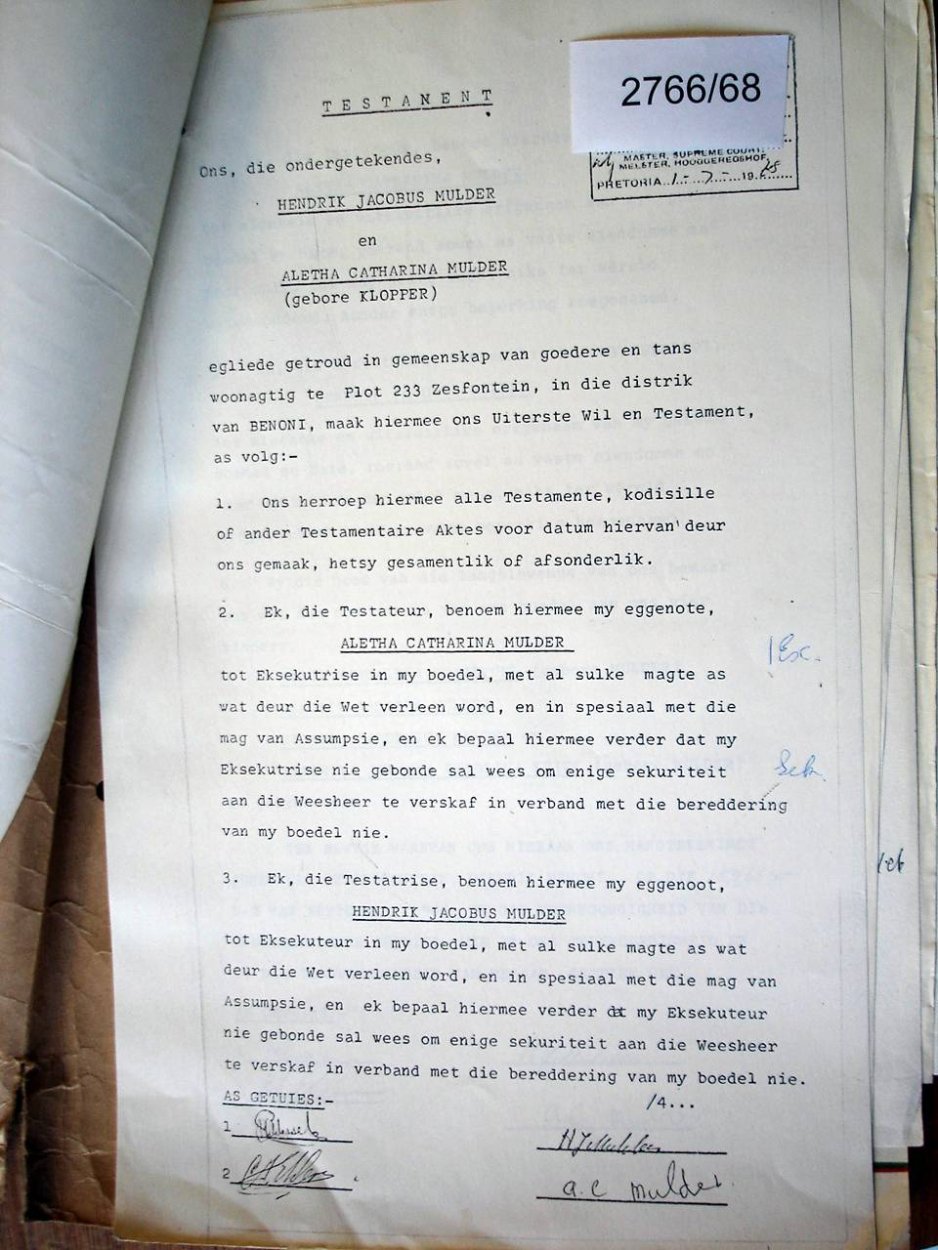 2766/68
TESTAMENT
MASTER, SUPREME COURT,
MEESTER, HOOGGEREGSHOF,
PRETORIA..1.-..7.-...19.68......
Ons, die ondergetekendes,
HENDRIK JACOBUS MULDER
en
ALETHA CATHARINA MULDER
(gebore KLOPPER)
egliede getroud in gemeenskap van goedere en tans
woonagtig te Plot 233 Zesfontein, in die distrik
van BENONI, maak hiermee ons Uiterste Wil en Testament,
as volg:-
1. Ons herroep hiermee alle Testamente, kodisille
of ander Testamentaire Aktes voor datum hiervan deur
ons gemaak, hetsy gesamentlik of afsonderlik.
2. Ek, die Testateur, benoem hiermee my eggenote,
ALETHA CATHARINA MULDER
tot Eksekutrise in my boedel, met al sulke magte as
wat deur die Wet verleen word, en in spesiaal met die
mag van Assumpsie, en ek bepaal hiermee verder dat my
Eksekutrise nie gebonde sal wees om enige sekuriteit
aan die Weesheer te verskaf in verband met die bereddering
van my boedel nie.
3. Ek, die Testatrise, benoem hiermee my eggenoot,
HENDRIK JACOBUS MULDER
tot Eksekuteur in my boedel, met al sulke magte as wat
deur die Wet verleen word, en in spesiaal met die mag van
Assumpsie, en ek bepaal hiermee verder dat my Eksekuteur
nie gebonde sal wees om enige sekuriteit aan die Weesheer
te verskaf in verband met die bereddering van my boedel nie.
/4...
AS GETUIES:-
1
HJ Mulder
2
a.c mulder